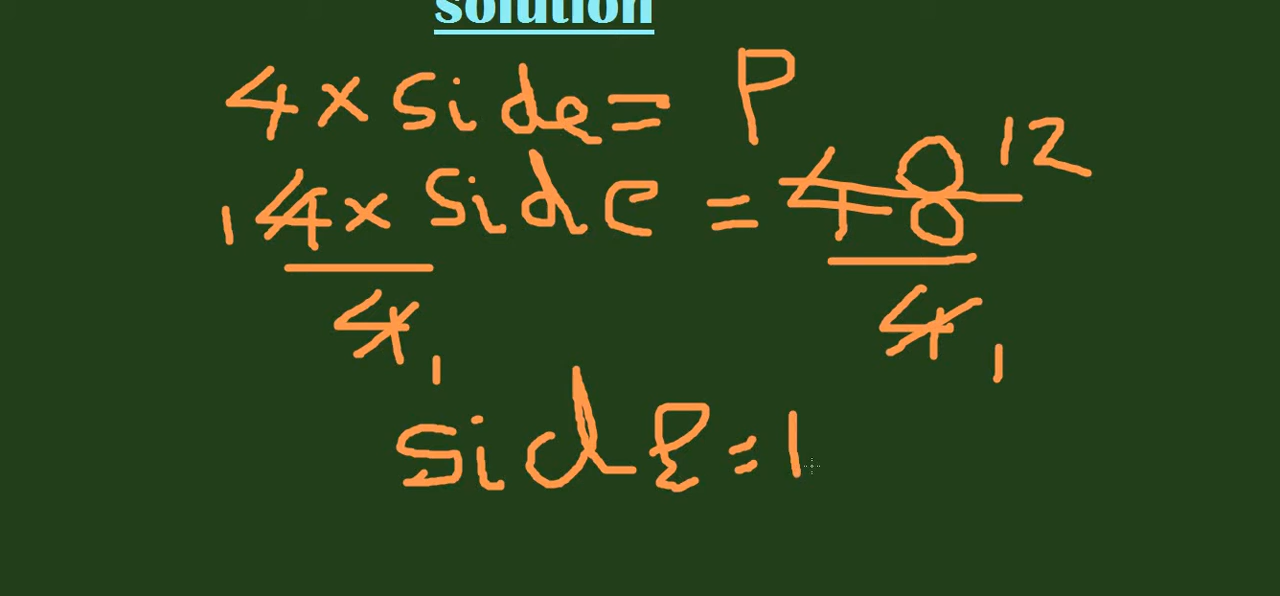 solution
4 x side = P
1 4 x side = 48 12
4 1 4 1
side = 1